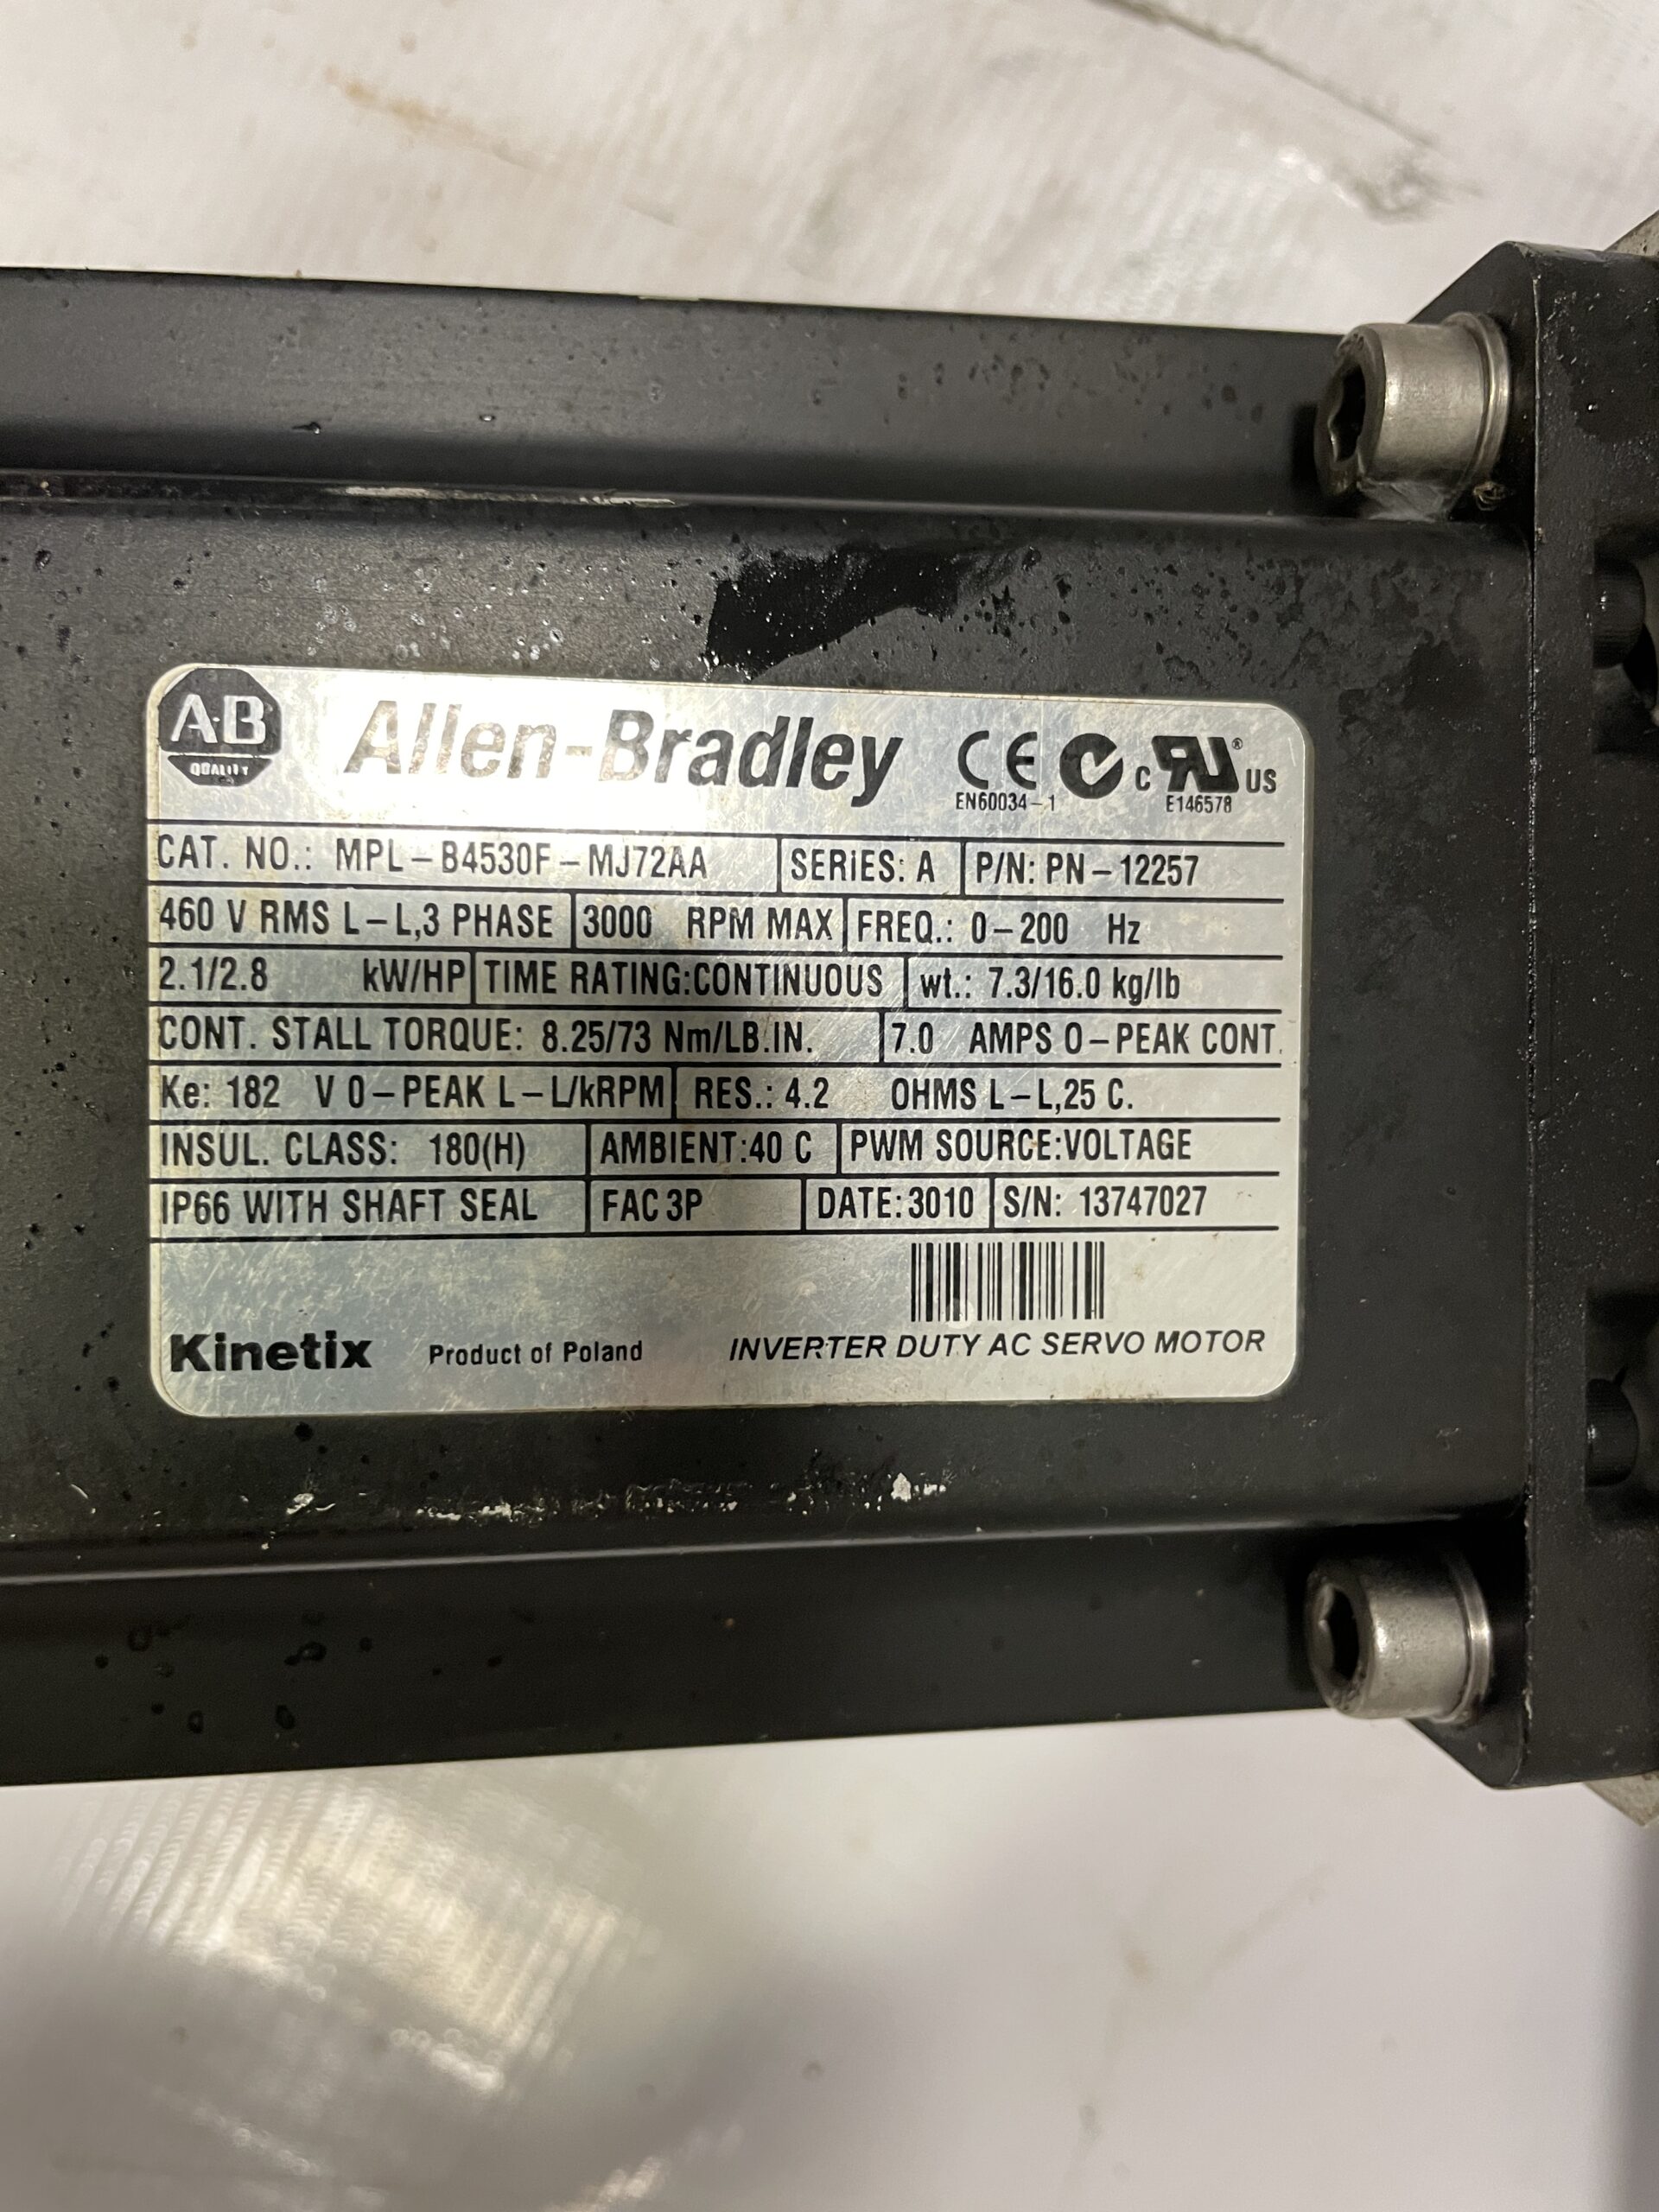 A-B
QUALITY
Allen-Bradley
CE
EN60034-1
C UR® US
E146578
CAT. NO.: MPL-B4530F-MJ72AA SERIES: A P/N: PN-12257
460 V RMS L-L,3 PHASE 3000 RPM MAX FREQ.: 0-200 Hz
2.1/2.8 kW/HP TIME RATING:CONTINUOUS wt.: 7.3/16.0 kg/lb
CONT. STALL TORQUE: 8.25/73 Nm/LB.IN. 7.0 AMPS 0-PEAK CONT.
Ke: 182 V 0-PEAK L-L/kRPM RES.: 4.2 OHMS L-L,25 C.
INSUL. CLASS: 180(H) AMBIENT:40 C PWM SOURCE:VOLTAGE
IP66 WITH SHAFT SEAL FAC 3P DATE:3010 S/N: 13747027
Kinetix Product of Poland INVERTER DUTY AC SERVO MOTOR